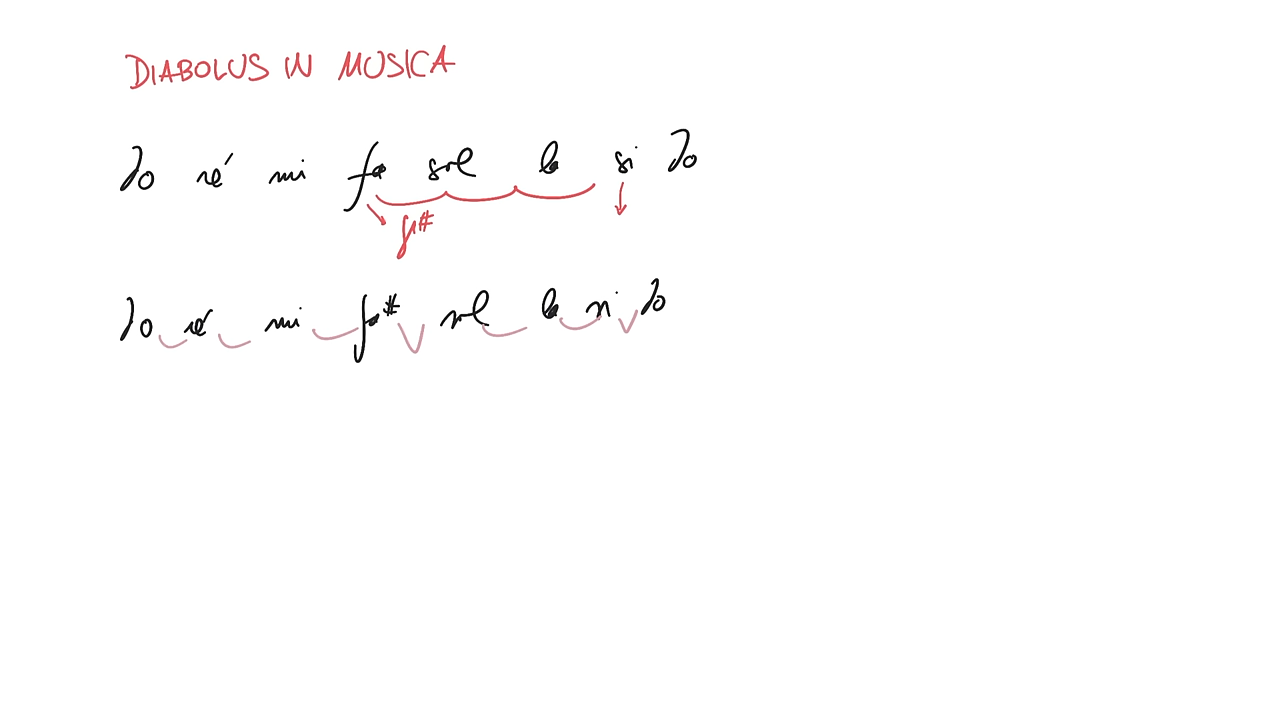 DIABOLUS IN MUSICA
Do ré mi fa sol la si Do
fa#
Do ré mi fa# sol la si Do